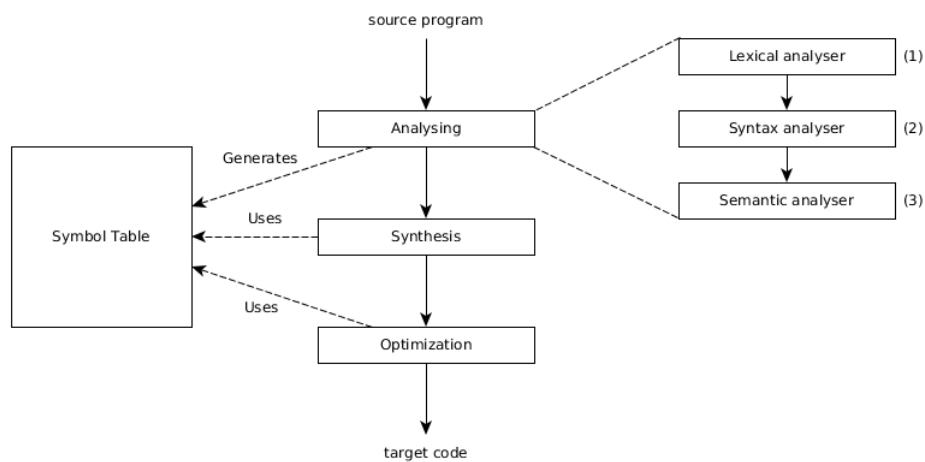 source program
Lexical analyser (1)
Analysing
Syntax analyser (2)
Generates
Semantic analyser (3)
Uses
Symbol Table
Synthesis
Uses
Optimization
target code